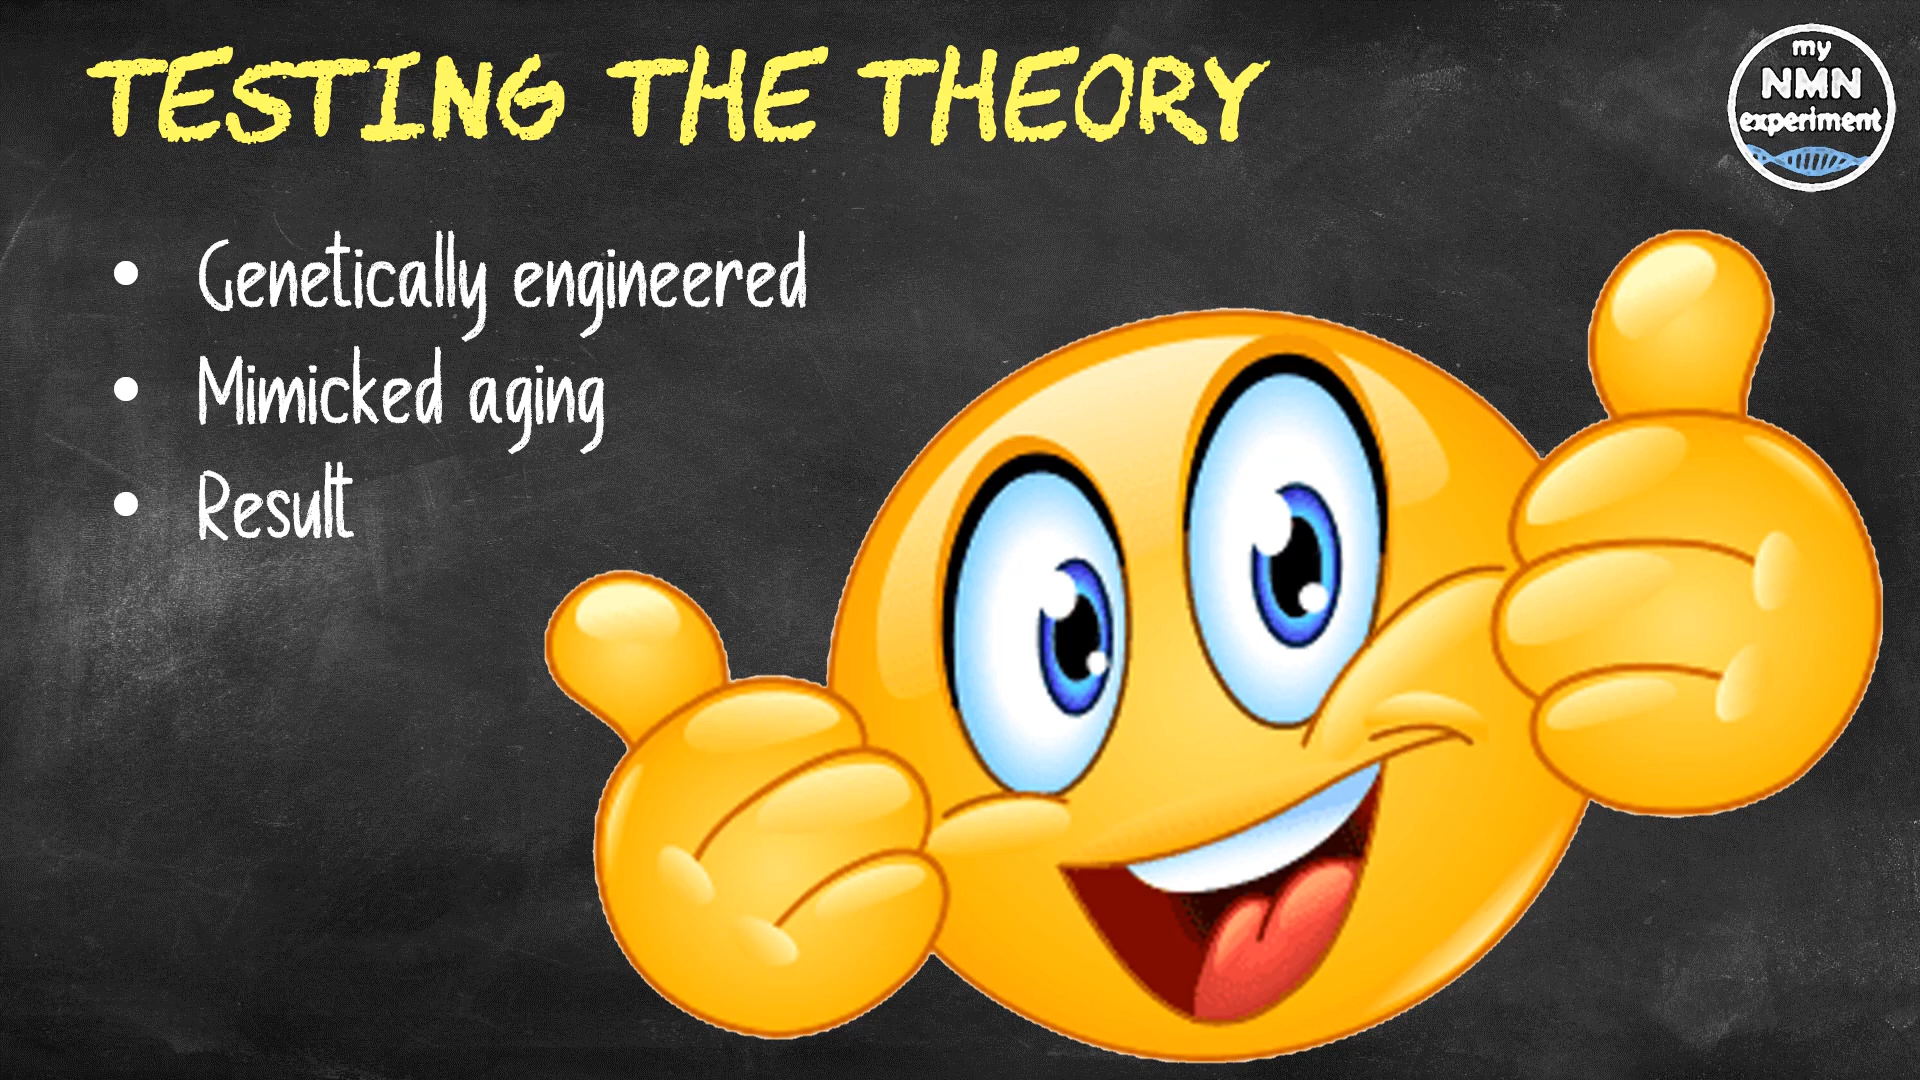 TESTING THE THEORY
my
NMN
experiment
• Genetically engineered
• Mimicked aging
• Result